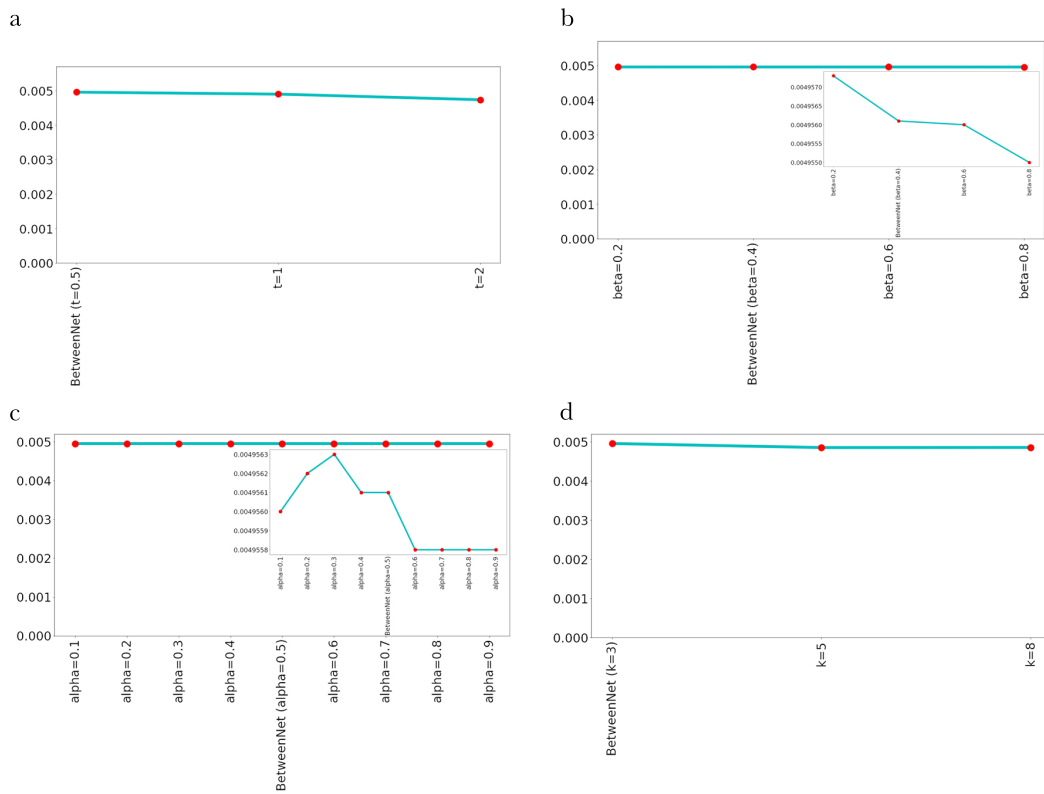 a
0.005
0.004
0.003
0.002
0.001
0.000
BetweenNet (t=0.5)
t=1
t=2
b
0.005
0.004
0.003
0.002
0.001
0.000
0.0049570
0.0049565
0.0049560
0.0049555
0.0049550
beta=0.2
BetweenNet (beta=0.4)
beta=0.6
beta=0.8
beta=0.2
BetweenNet (beta=0.4)
beta=0.6
beta=0.8
c
0.005
0.004
0.003
0.002
0.001
0.000
0.0049563
0.0049562
0.0049561
0.0049560
0.0049559
0.0049558
alpha=0.1
alpha=0.2
alpha=0.3
alpha=0.4
BetweenNet (alpha=0.5)
alpha=0.6
alpha=0.7
alpha=0.8
alpha=0.9
alpha=0.1
alpha=0.2
alpha=0.3
alpha=0.4
BetweenNet (alpha=0.5)
alpha=0.6
alpha=0.7
alpha=0.8
alpha=0.9
d
0.005
0.004
0.003
0.002
0.001
0.000
BetweenNet (k=3)
k=5
k=8